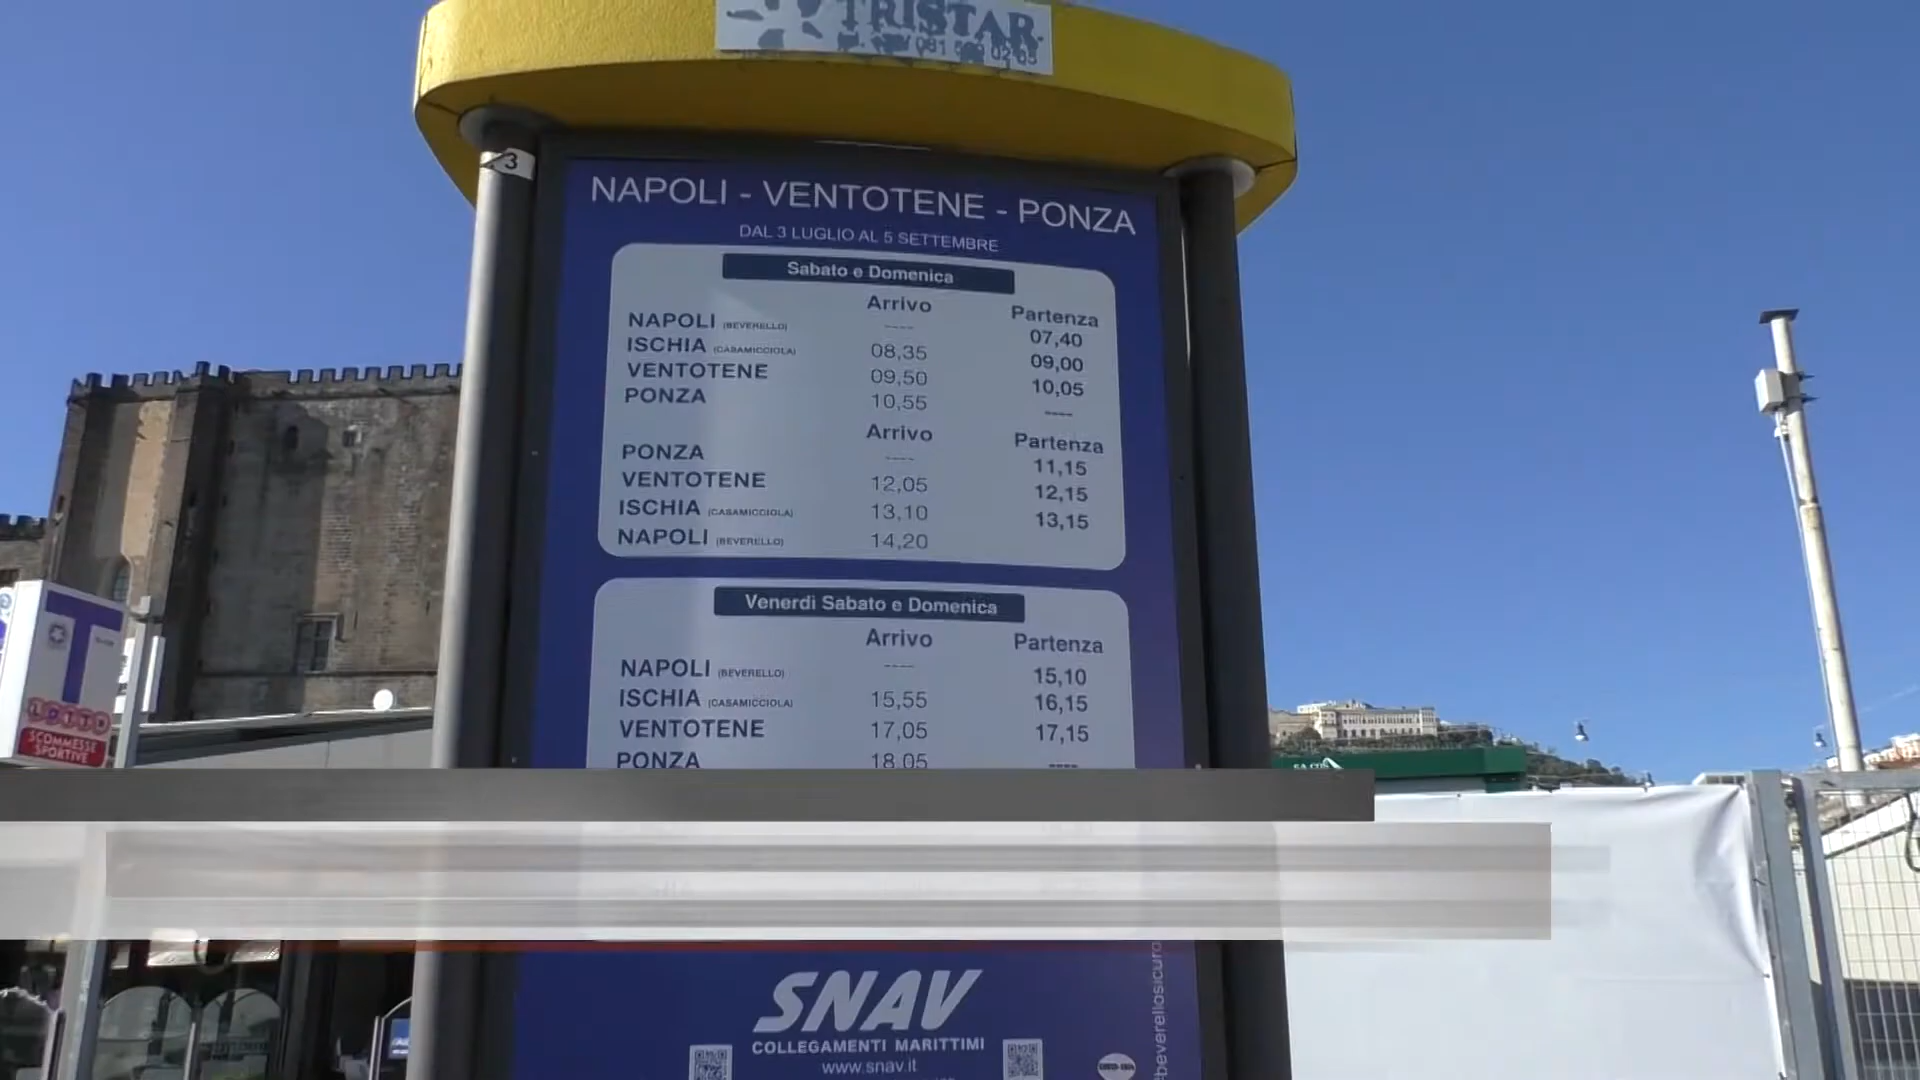 TRISTAR
3
NAPOLI - VENTOTENE - PONZA
DAL 3 LUGLIO AL 5 SETTEMBRE
Sabato e Domenica
Arrivo Partenza
NAPOLI (BEVERELLO) ---- 07,40
ISCHIA (CASAMICCIOLA) 08,35 09,00
VENTOTENE 09,50 10,05
PONZA 10,55 ----
Arrivo Partenza
PONZA ---- 11,15
VENTOTENE 12,05 12,15
ISCHIA (CASAMICCIOLA) 13,10 13,15
NAPOLI (BEVERELLO) 14,20
Venerdì Sabato e Domenica
Arrivo Partenza
NAPOLI (BEVERELLO) ---- 15,10
ISCHIA (CASAMICCIOLA) 15,55 16,15
VENTOTENE 17,05 17,15
PONZA 18,05 ----
T
LOTTO
SCOMMESSE
SPORTIVE
SNAV
COLLEGAMENTI MARITTIMI
www.snav.it
#beverellosicuro